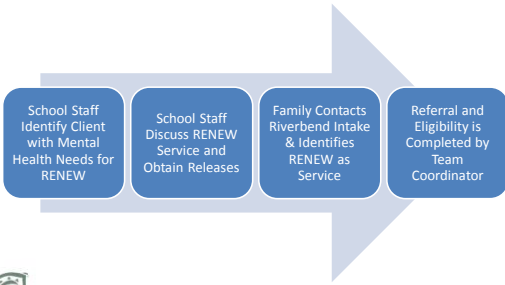 School Staff
Identify Client
with Mental
Health Needs for
RENEW
School Staff
Discuss RENEW
Service and
Obtain Releases
Family Contacts
Riverbend Intake
& Identifies
RENEW as
Service
Referral and
Eligibility is
Completed by
Team
Coordinator